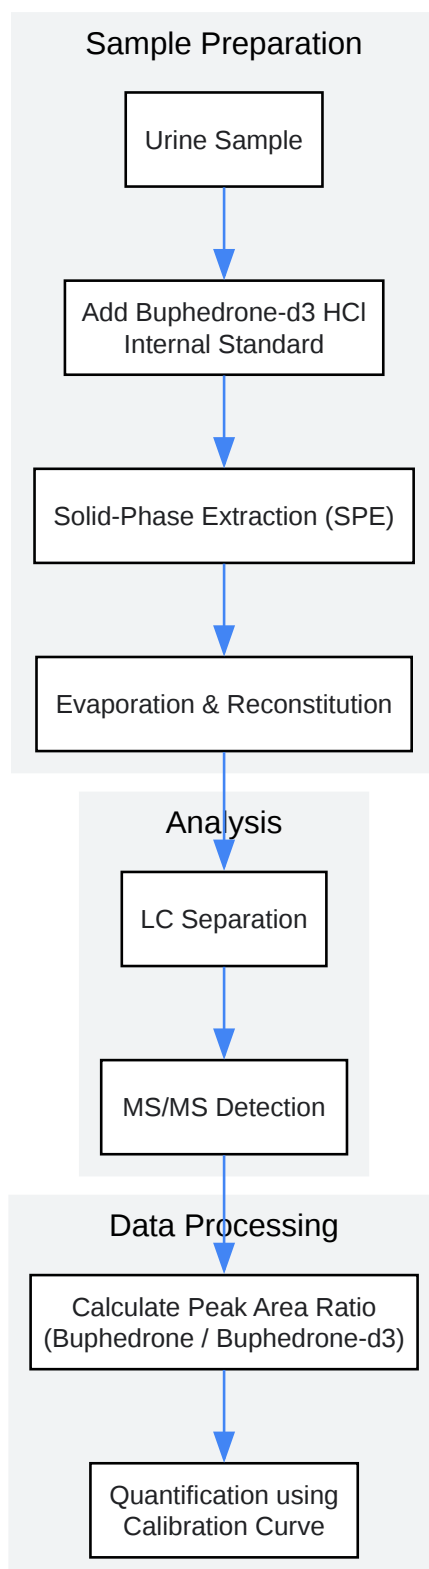 Sample Preparation
Urine Sample
Add Buphedrone-d3 HCl
Internal Standard
Solid-Phase Extraction (SPE)
Evaporation & Reconstitution
Analysis
LC Separation
MS/MS Detection
Data Processing
Calculate Peak Area Ratio
(Buphedrone / Buphedrone-d3)
Quantification using
Calibration Curve